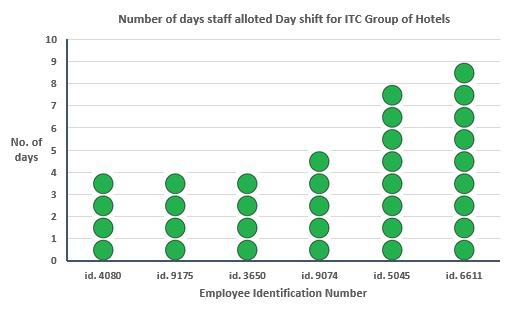 Number of days staff alloted Day shift for ITC Group of Hotels
10
9
8
7
6
5
4
3
2
1
0
No. of
days
id. 4080 id. 9175 id. 3650 id. 9074 id. 5045 id. 6611
Employee Identification Number